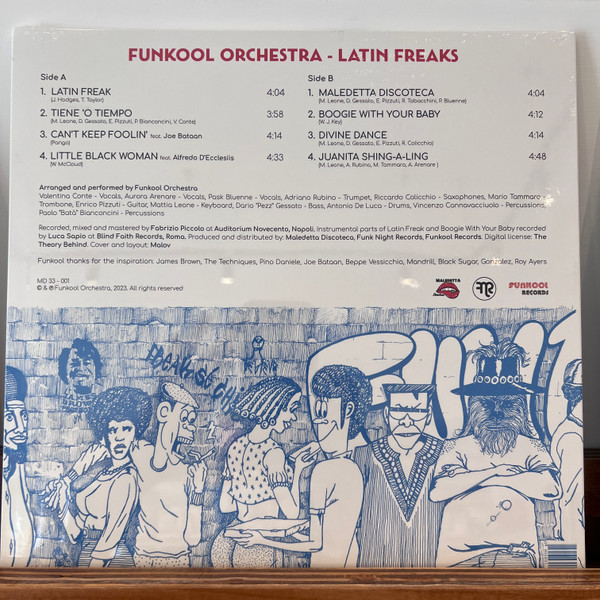 FUNKOOL ORCHESTRA - LATIN FREAKS
Side A
1. LATIN FREAK 4:04
(J. Hodges, T. Taylor)
2. TIENE 'O TIEMPO 3:58
(M. Leone, D. Gessato, E. Pizzuti, P. Bianconcini, V. Conte)
3. CAN'T KEEP FOOLIN' feat. Joe Bataan 4:14
(Pangi)
4. LITTLE BLACK WOMAN feat. Alfredo D'Ecclesiis 4:33
(W. McCloud)
Side B
1. MALEDETTA DISCOTECA 4:04
(M. Leone, D. Gessato, E. Pizzuti, R. Tabacchini, P. Bluenne)
2. BOOGIE WITH YOUR BABY 4:12
(W. J. Key)
3. DIVINE DANCE 4:14
(M. Leone, D. Gessato, E. Pizzuti, R. Calicchio)
4. JUANITA SHING-A-LING 4:48
(M. Leone, A. Rubino, M. Tammaro, A. Arenare)
Arranged and performed by Funkool Orchestra
Valentina Conte - Vocals, Aurora Arenare - Vocals, Pask Bluenne - Vocals, Adriano Rubino - Trumpet, Riccardo Calicchio - Saxophones, Mario Tammaro -
Trombone, Enrico Pizzuti - Guitar, Mattia Leone - Keyboard, Dario "Pezz" Gessato - Bass, Antonio De Luca - Drums, Vincenzo Cannavacciuolo - Percussions,
Paolo "Batà" Bianconcini - Percussions
Recorded, mixed and mastered by Fabrizio Piccolo at Auditorium Novecento, Napoli. Instrumental parts of Latin Freak and Boogie With Your Baby recorded
by Luca Sapio at Blind Faith Records, Roma. Produced and distributed by: Maledetta Discoteca, Funk Night Records, Funkool Records. Digital license: The
Theory Behind. Cover and layout: Malov
Funkool thanks for the inspiration: James Brown, The Techniques, Pino Daniele, Joe Bataan, Beppe Vessicchio, Mandrill, Black Sugar, Gonzalez, Roy Ayers
MD 33 - 001
© & ℗ Funkool Orchestra, 2023. All rights reserved.
MALEDETTA
FUNKOOL
RECORDS